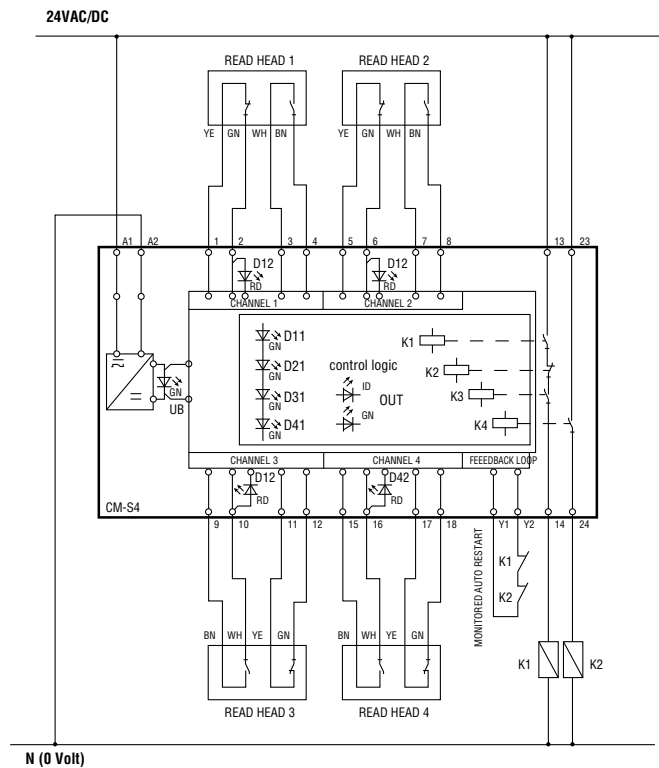 24VAC/DC
READ HEAD 1 READ HEAD 2
YE GN WH BN YE GN WH BN
A1 A2 1 2 3 4 5 6 7 8 13 23
D12 D12
RD RD
CHANNEL 1 CHANNEL 2
D11
GN
K1
D21
GN
control logic
K2
GN
UB
D31
GN
ID
OUT
K3
D41
GN
GN
K4
CHANNEL 3 CHANNEL 4 FEEEDBACK LOOP
D12 D42
RD RD
CM-S4
9 10 11 12 15 16 17 18 Y1 Y2 14 24
MONITORED AUTO RESTART
K1
K2
BN WH YE GN BN WH YE GN
K1 K2
READ HEAD 3 READ HEAD 4
N (0 Volt)